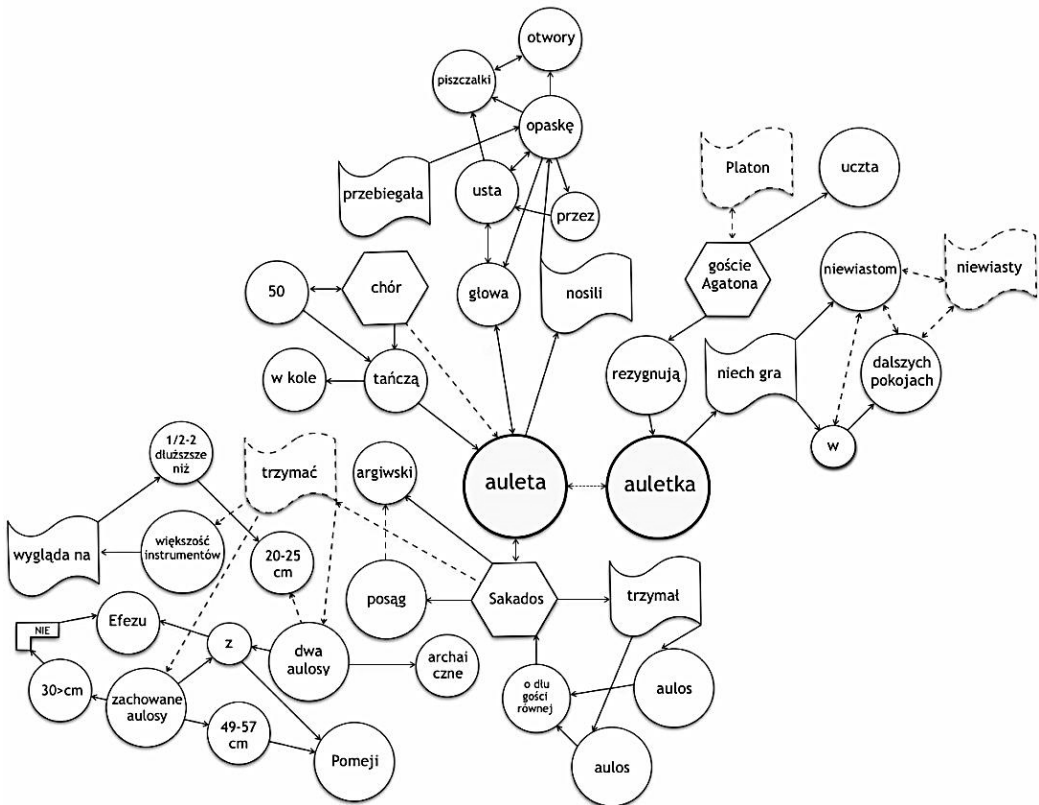 otwory
piszczałki
opaskę
Platon
uczta
przebiegała
usta
przez
goście
Agatona
niewiastom
niewiasty
50
chór
głowa
nosili
w kole
tańczą
rezygnują
niech gra
dalszych
pokojach
w
1/2-2
dłuższsze
niż
trzymać
argiwski
auleta
auletka
wygląda na
większość
instrumentów
20-25
cm
posąg
Sakados
trzymał
NIE
Efezu
z
dwa
aulosy
archai
czne
o dłu
gości
równej
aulos
30>cm
zachowane
aulosy
49-57
cm
Pomeji
aulos